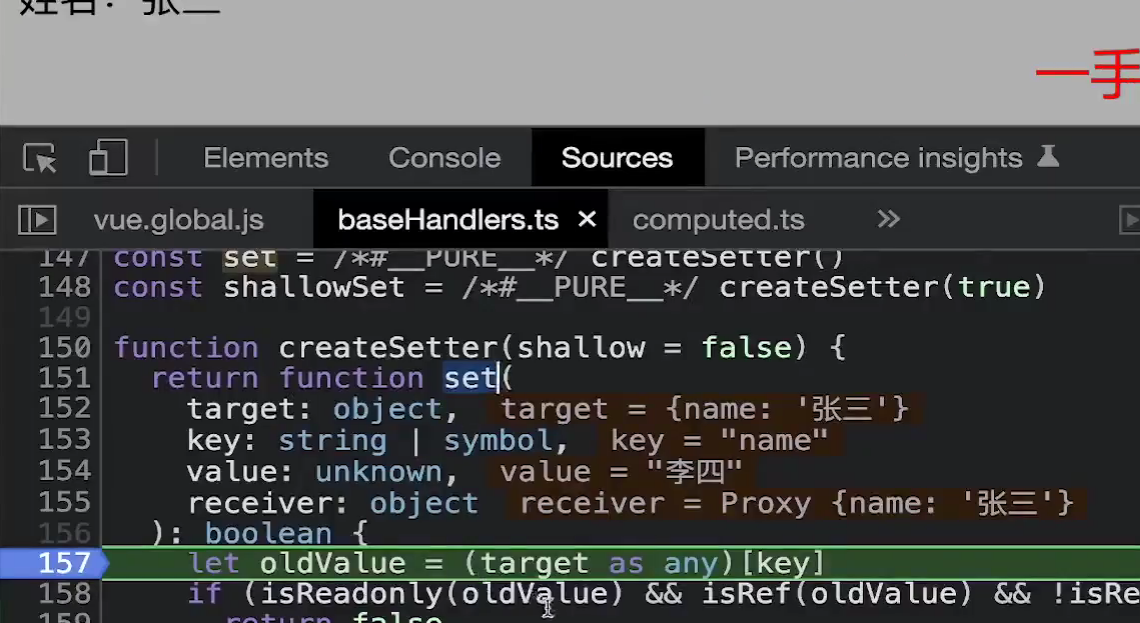 姓名：张三
一手
Elements Console Sources Performance insights
vue.global.js baseHandlers.ts × computed.ts »
147 const set = /*#__PURE__*/ createSetter()
148 const shallowSet = /*#__PURE__*/ createSetter(true)
149
150 function createSetter(shallow = false) {
151 return function set(
152 target: object, target = {name: '张三'}
153 key: string | symbol, key = "name"
154 value: unknown, value = "李四"
155 receiver: object receiver = Proxy {name: '张三'}
156 ): boolean {
157 let oldValue = (target as any)[key]
158 if (isReadonly(oldValue) && isRef(oldValue) && !isRe
159 return false